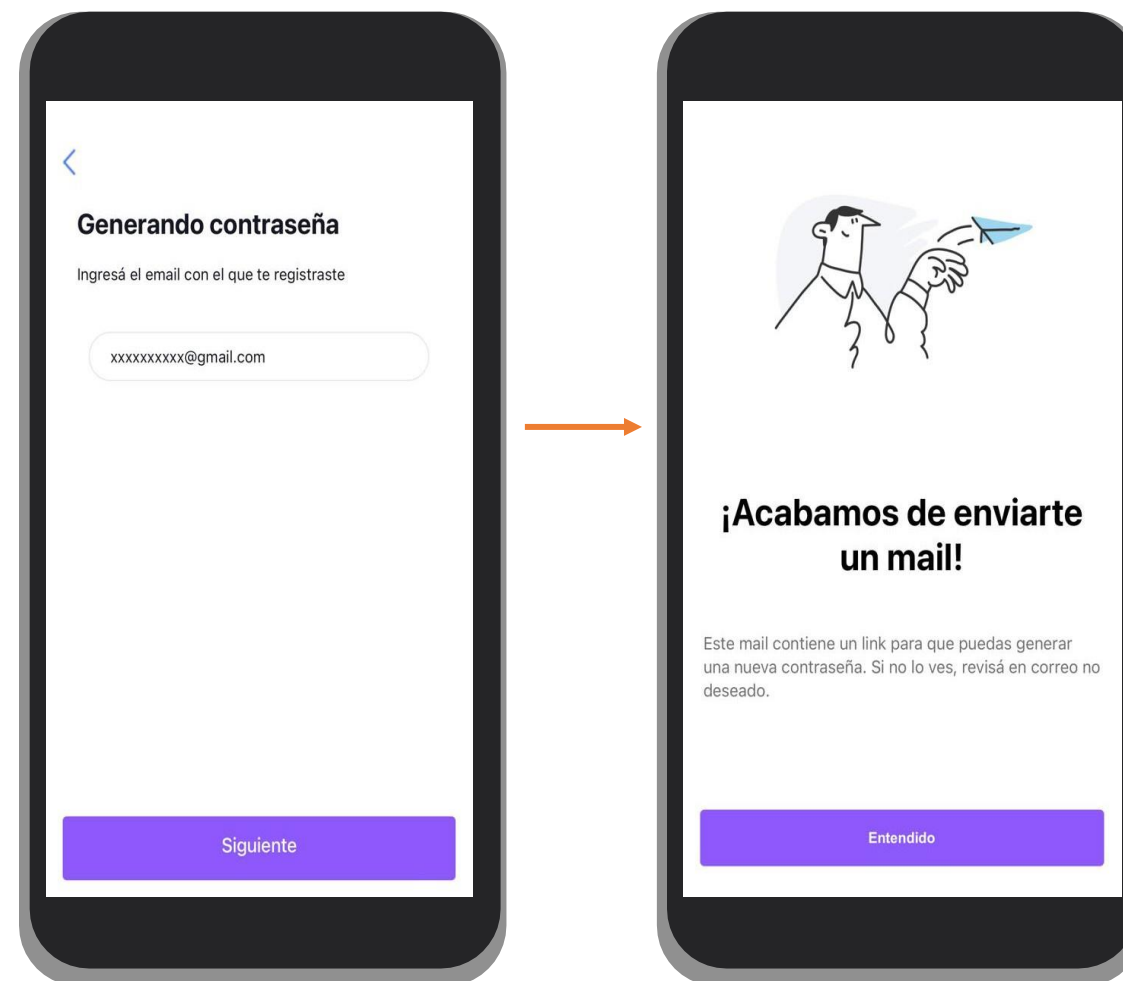 Generando contraseña
Ingresá el email con el que te registraste
xxxxxxxxxx@gmail.com
Siguiente
¡Acabamos de enviarte
un mail!
Este mail contiene un link para que puedas generar
una nueva contraseña. Si no lo ves, revisá en correo no
deseado.
Entendido